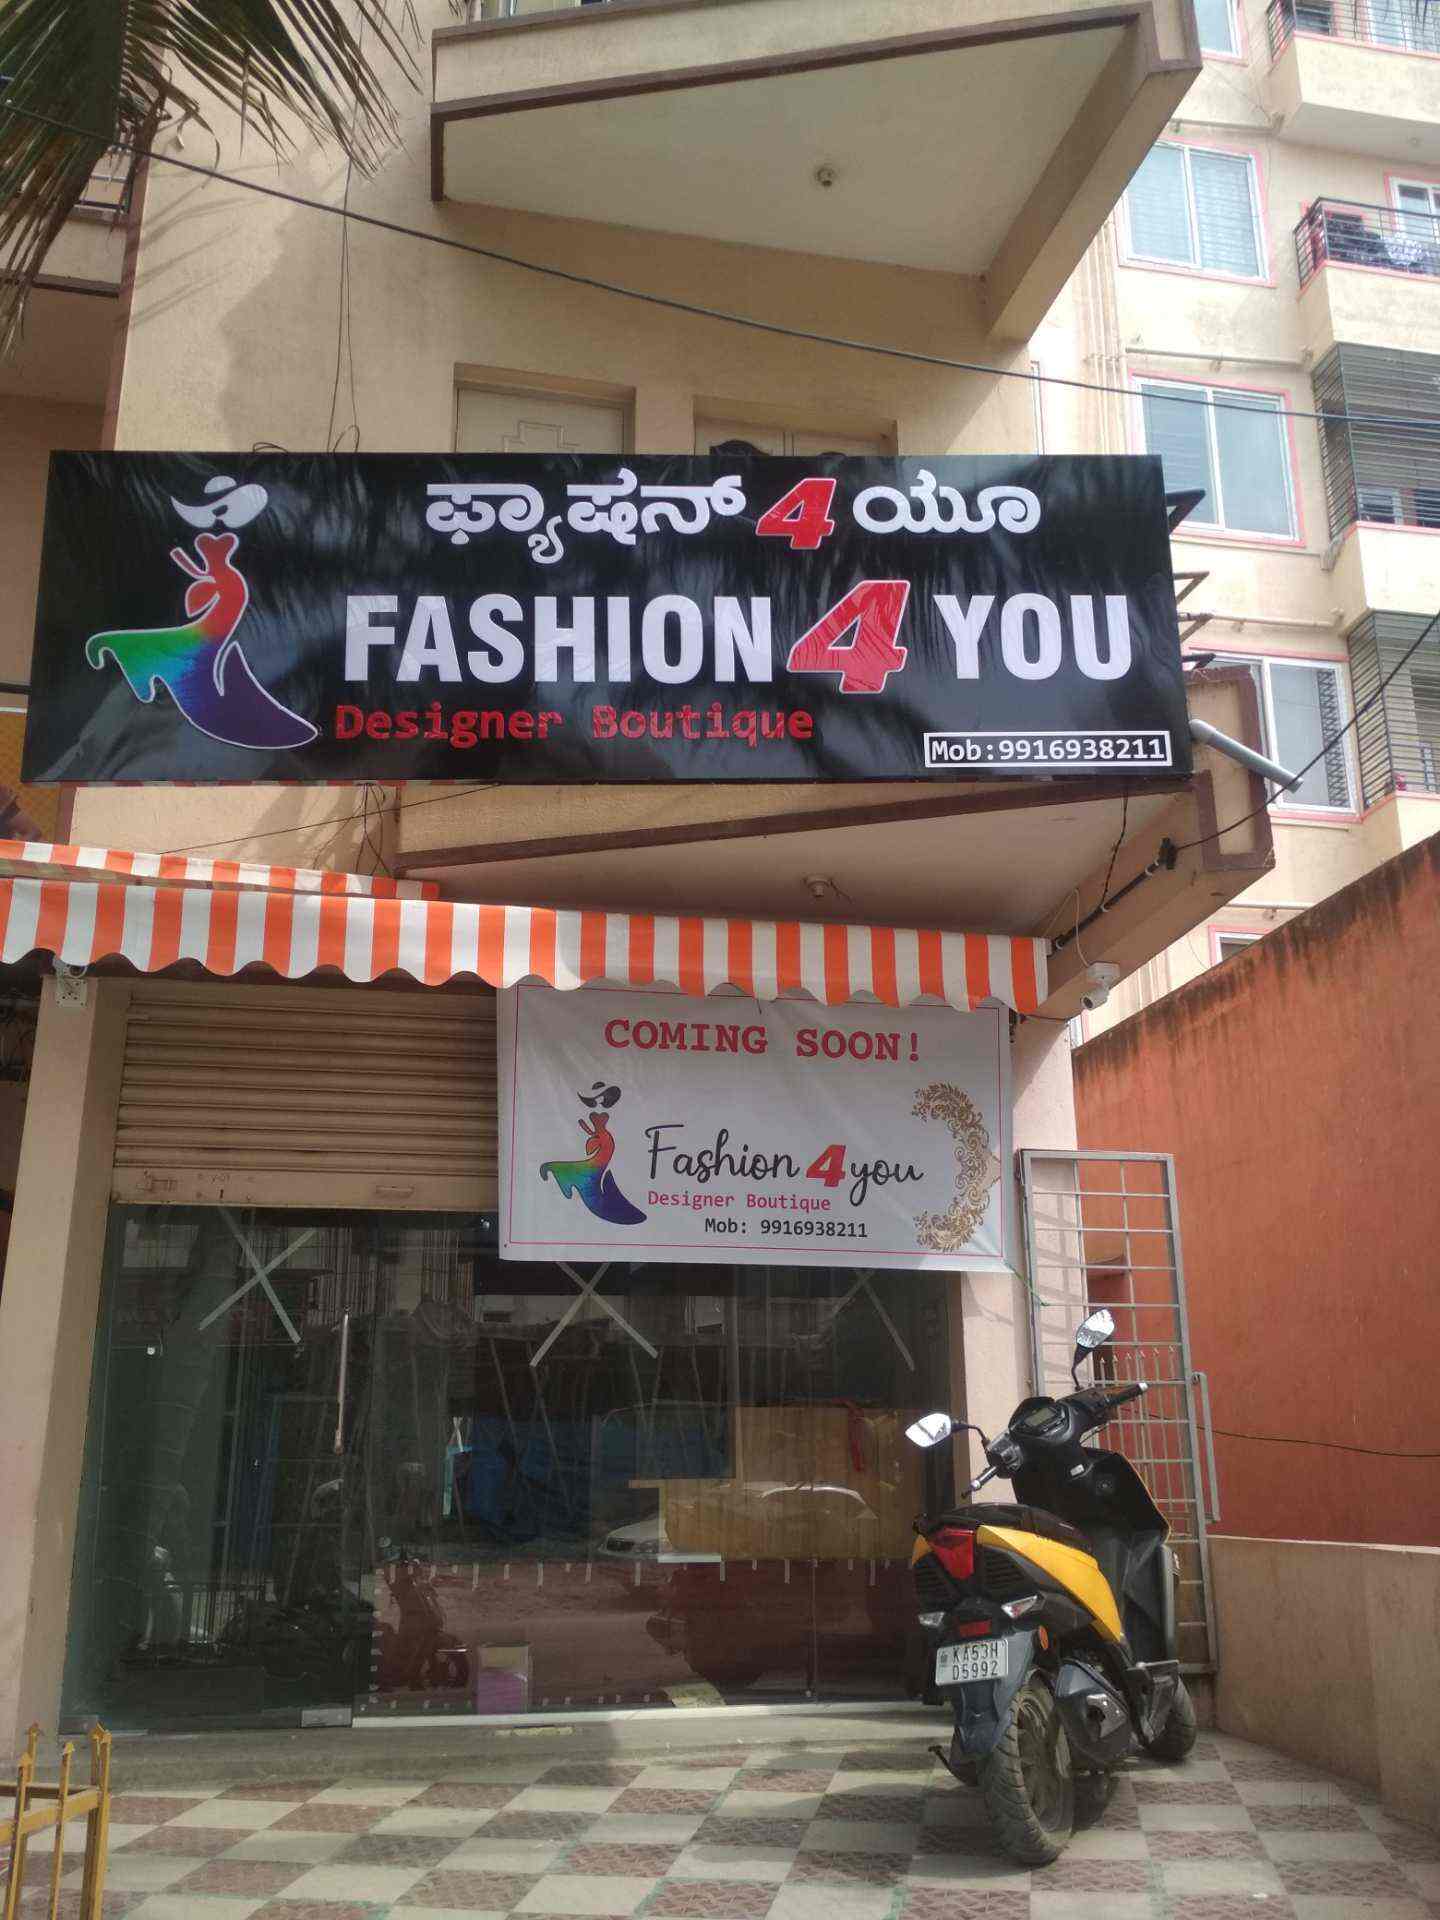 ಫ್ಯಾಷನ್ 4 ಯೂ
FASHION 4 YOU
Designer Boutique
Mob:9916938211
COMING SOON!
Fashion 4 you
Designer Boutique
Mob: 9916938211
KA53H
D5992